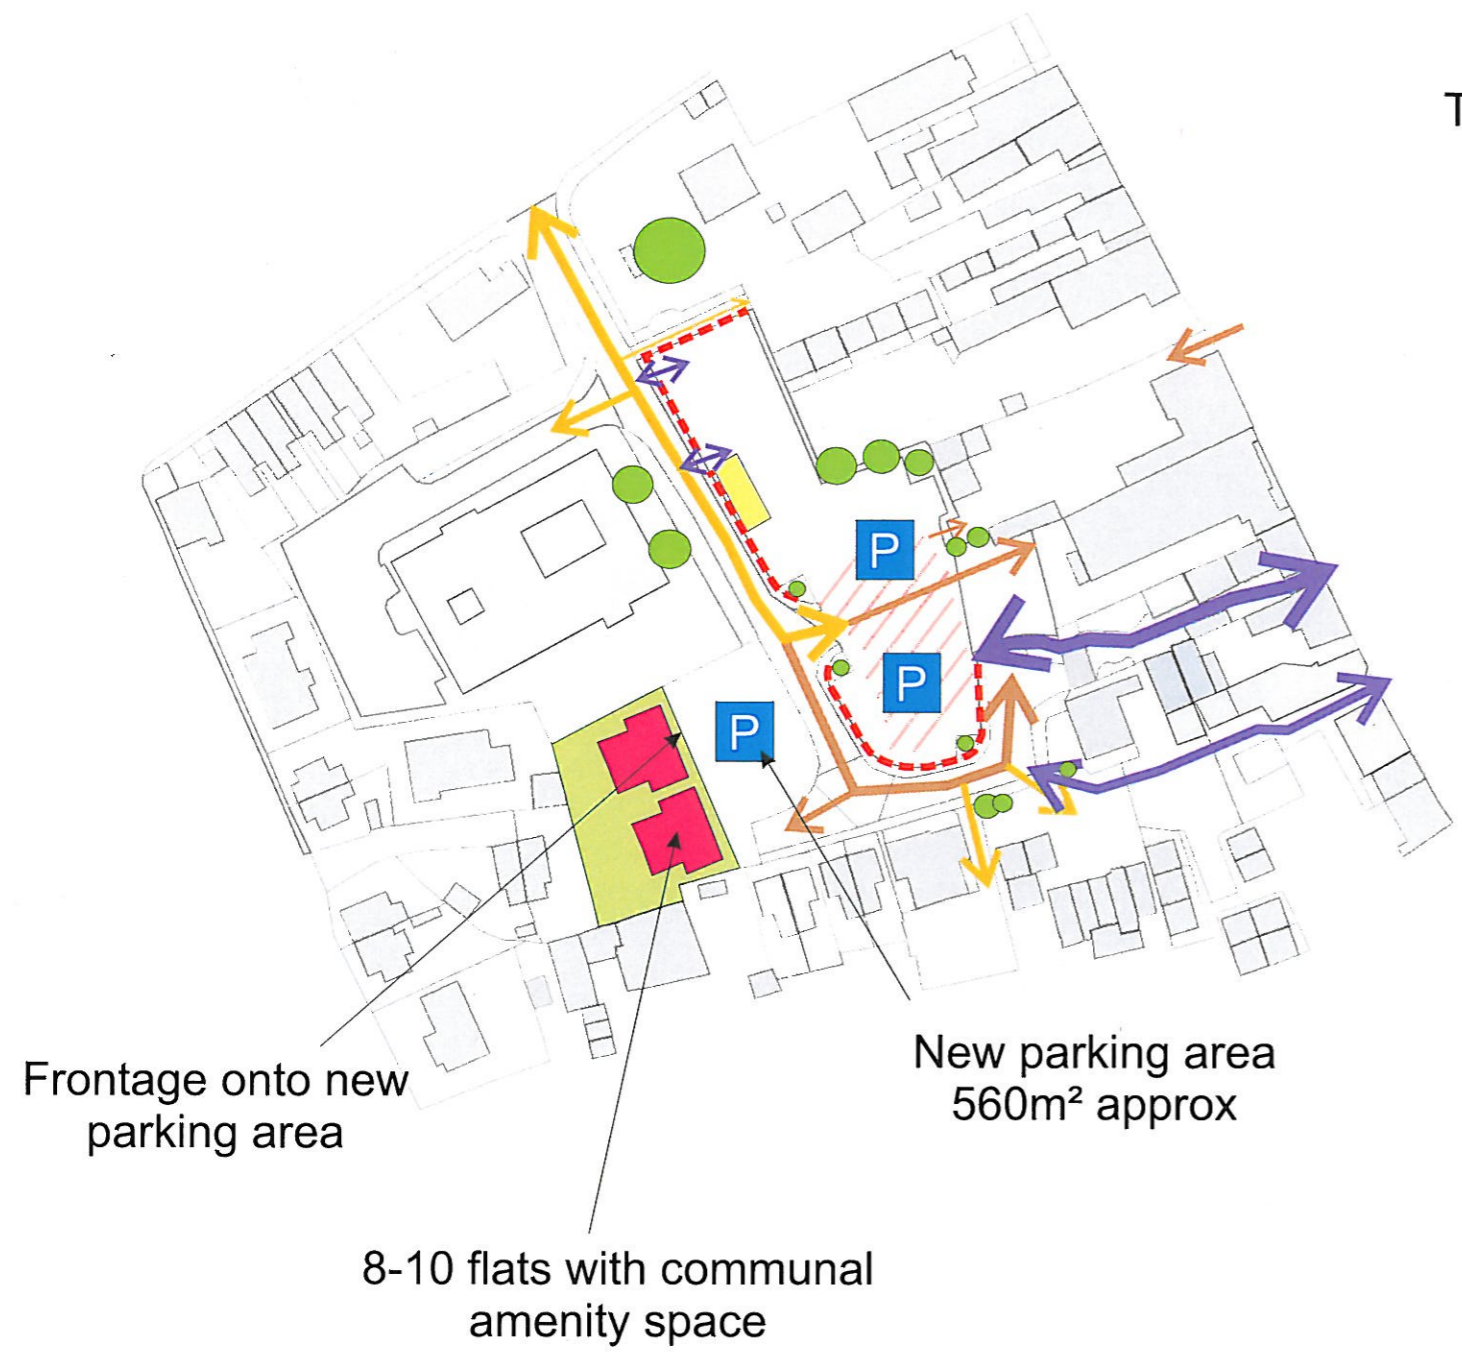 T
P
P
P
Frontage onto new
parking area
New parking area
560m² approx
8-10 flats with communal
amenity space